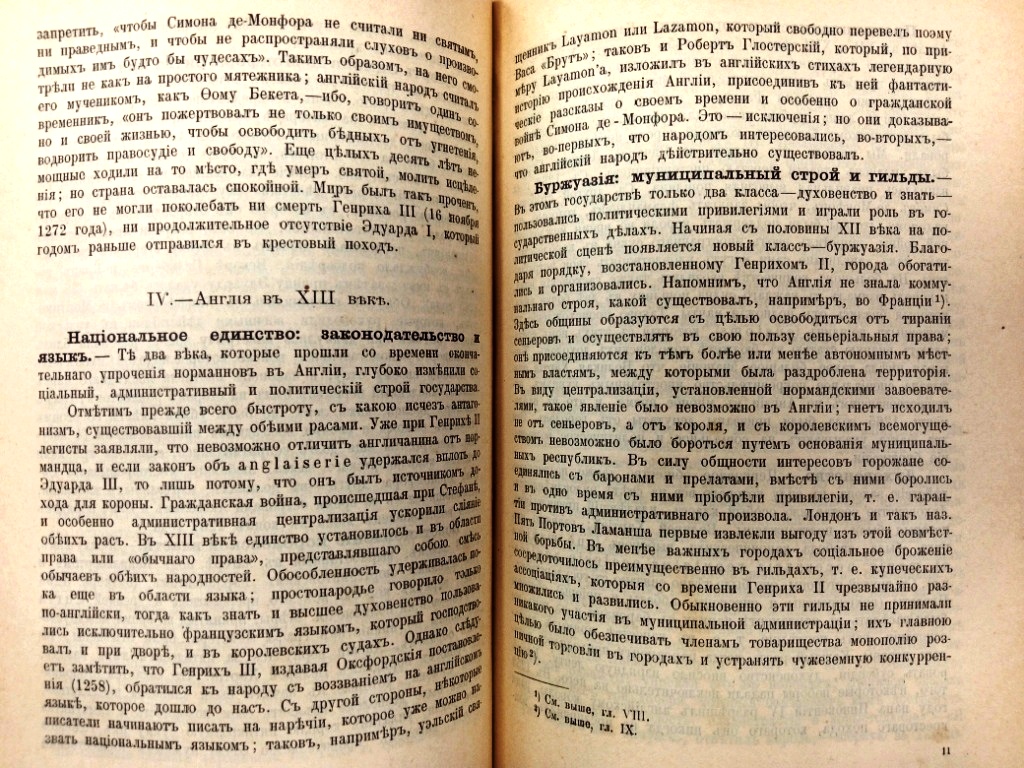 запретить, «чтобы Симона де-Монфора не считали ни святымъ,
ни праведнымъ, и чтобы не распространяли слуховъ о произво-
димыхъ имъ будто бы чудесахъ». Такимъ образомъ, на него смо-
трѣли не какъ на простого мятежника; англійскій народъ считалъ
его мученикомъ, какъ Ѳому Бекета,—ибо, говоритъ одинъ со-
временникъ, «онъ пожертвовалъ не только своимъ имуществомъ,
но и своей жизнью, чтобы освободить бѣдныхъ отъ угнетенія,
водворить правосудіе и свободу». Еще цѣлыхъ десять лѣтъ не-
мощные ходили на то мѣсто, гдѣ умеръ святой, молить исцѣле-
нія; но страна оставалась спокойной. Миръ былъ такъ проченъ,
что его не могли поколебать ни смерть Генриха III (16 ноября
1272 года), ни продолжительное отсутствіе Эдуарда I, который
годомъ раньше отправился въ крестовый походъ.
IV.—Англія въ XIII вѣкѣ.
Національное единство: законодательство и
языкъ.— Тѣ два вѣка, которые прошли со времени оконча-
тельнаго упроченія норманновъ въ Англіи, глубоко измѣнили со-
ціальный, административный и политическій строй государства.
Отмѣтимъ прежде всего быстроту, съ какою исчезъ антаго-
низмъ, существовавшій между обѣими расами. Уже при Генрихѣ II
легисты заявляли, что невозможно отличить англичанина отъ нор-
мандца, и если законъ объ anglaiserie удержался вплоть до
Эдуарда III, то лишь потому, что онъ былъ источникомъ до-
хода для короны. Гражданская война, происшедшая при Стефанѣ,
и особенно административная централизація ускорили сліяніе
обѣихъ расъ. Въ XIII вѣкѣ единство установилось и въ области
права или «обычнаго права», представлявшаго собою смѣсь
обычаевъ обѣихъ народностей. Обособленность удерживалась по-
ка еще въ области языка; простонародье говорило только
по-англійски, тогда какъ знать и высшее духовенство пользова-
лись исключительно французскимъ языкомъ, который господство-
валъ и при дворѣ, и въ королевскихъ судахъ. Однако слѣду-
етъ замѣтить, что Генрихъ III, издавая Оксфордскія постановле-
нія (1258), обратился къ народу съ воззваніемъ на англійскомъ
языкѣ, которое дошло до насъ. Съ другой стороны, нѣкоторые
писатели начинаютъ писать на нарѣчіи, которое уже можно на-
звать національнымъ языкомъ; таковъ, напримѣръ, уэльскій свя-
щенникъ Layamon или Lazamon, который свободно перевелъ поэму
Васа «Брутъ»; таковъ и Робертъ Глостерскій, который, по при-
мѣру Layamon'а, изложилъ въ англійскихъ стихахъ легендарную
исторію происхожденія Англіи, присоединивъ къ ней фантасти-
ческіе разсказы о своемъ времени и особенно о гражданской
войнѣ Симона де-Монфора. Это—исключенія; но они доказыва-
ютъ, во-первыхъ, что народомъ интересовались, во-вторыхъ,—
что англійскій народъ дѣйствительно существовалъ.
Буржуазія: муниципальный строй и гильды.—
Въ этомъ государствѣ только два класса—духовенство и знать—
пользовались политическими привилегіями и играли роль въ го-
сударственныхъ дѣлахъ. Начиная съ половины XII вѣка на по-
литической сценѣ появляется новый классъ—буржуазія. Благо-
даря порядку, возстановленному Генрихомъ II, города обогати-
лись и организовались. Напомнимъ, что Англія не знала комму-
нальнаго строя, какой существовалъ, напримѣръ, во Франціи¹).
Здѣсь общины образуются съ цѣлью освободиться отъ тираніи
сеньеровъ и осуществлять въ свою пользу сеньеріальныя права;
онѣ присоединяются къ тѣмъ болѣе или менѣе автономнымъ мѣст-
нымъ властямъ, между которыми была раздроблена территорія.
Въ виду централизаціи, установленной нормандскими завоевате-
лями, такое явленіе было невозможно въ Англіи; гнетъ исходилъ
не отъ сеньеровъ, а отъ короля, и съ королевскимъ всемогуще-
ствомъ невозможно было бороться путемъ основанія муниципаль-
ныхъ республикъ. Въ силу общности интересовъ горожане со-
единялись съ баронами и прелатами, вмѣстѣ съ ними боролись
и въ одно время съ ними пріобрѣли привилегіи, т. е. гаран-
тіи противъ административнаго произвола. Лондонъ и такъ наз.
Пять Портовъ Ламанша первые извлекли выгоду изъ этой совмѣст-
ной борьбы. Въ менѣе важныхъ городахъ соціальное броженіе
сосредоточилось преимущественно въ гильдахъ, т. е. купеческихъ
ассоціаціяхъ, которыя со времени Генриха II чрезвычайно раз-
множились и развились. Обыкновенно эти гильды не принимали
никакого участія въ муниципальной администраціи; ихъ главною
цѣлью было обеспечивать членамъ товарищества монополію роз-
ничной торговли въ городахъ и устранять чужеземную конкурен-
цію²).
¹) См. выше, гл. VIII.
²) См. выше, гл. IX.
11